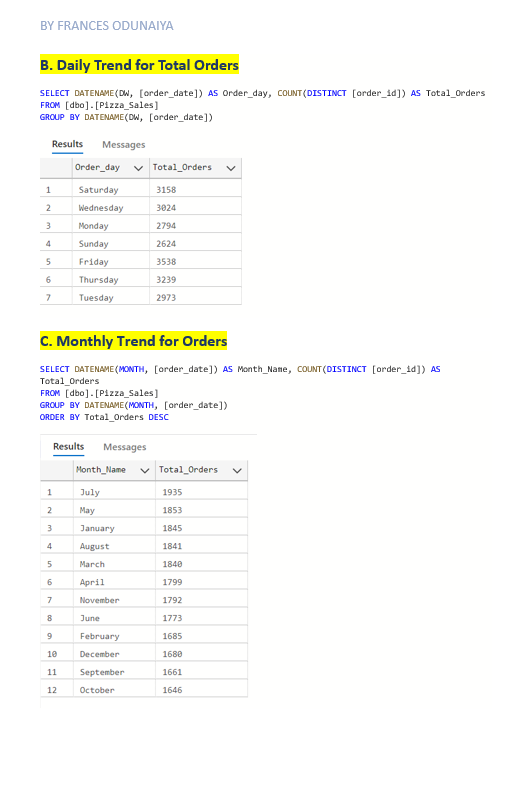 BY FRANCES ODUNAIYA
B. Daily Trend for Total Orders
SELECT DATENAME(DW, [order_date]) AS Order_day, COUNT(DISTINCT [order_id]) AS Total_Orders
FROM [dbo].[Pizza_Sales]
GROUP BY DATENAME(DW, [order_date])
Results Messages
Order_day Total_Orders
1 Saturday 3158
2 Wednesday 3024
3 Monday 2794
4 Sunday 2624
5 Friday 3538
6 Thursday 3239
7 Tuesday 2973
C. Monthly Trend for Orders
SELECT DATENAME(MONTH, [order_date]) AS Month_Name, COUNT(DISTINCT [order_id]) AS
Total_Orders
FROM [dbo].[Pizza_Sales]
GROUP BY DATENAME(MONTH, [order_date])
ORDER BY Total_Orders DESC
Results Messages
Month_Name Total_Orders
1 July 1935
2 May 1853
3 January 1845
4 August 1841
5 March 1840
6 April 1799
7 November 1792
8 June 1773
9 February 1685
10 December 1680
11 September 1661
12 October 1646